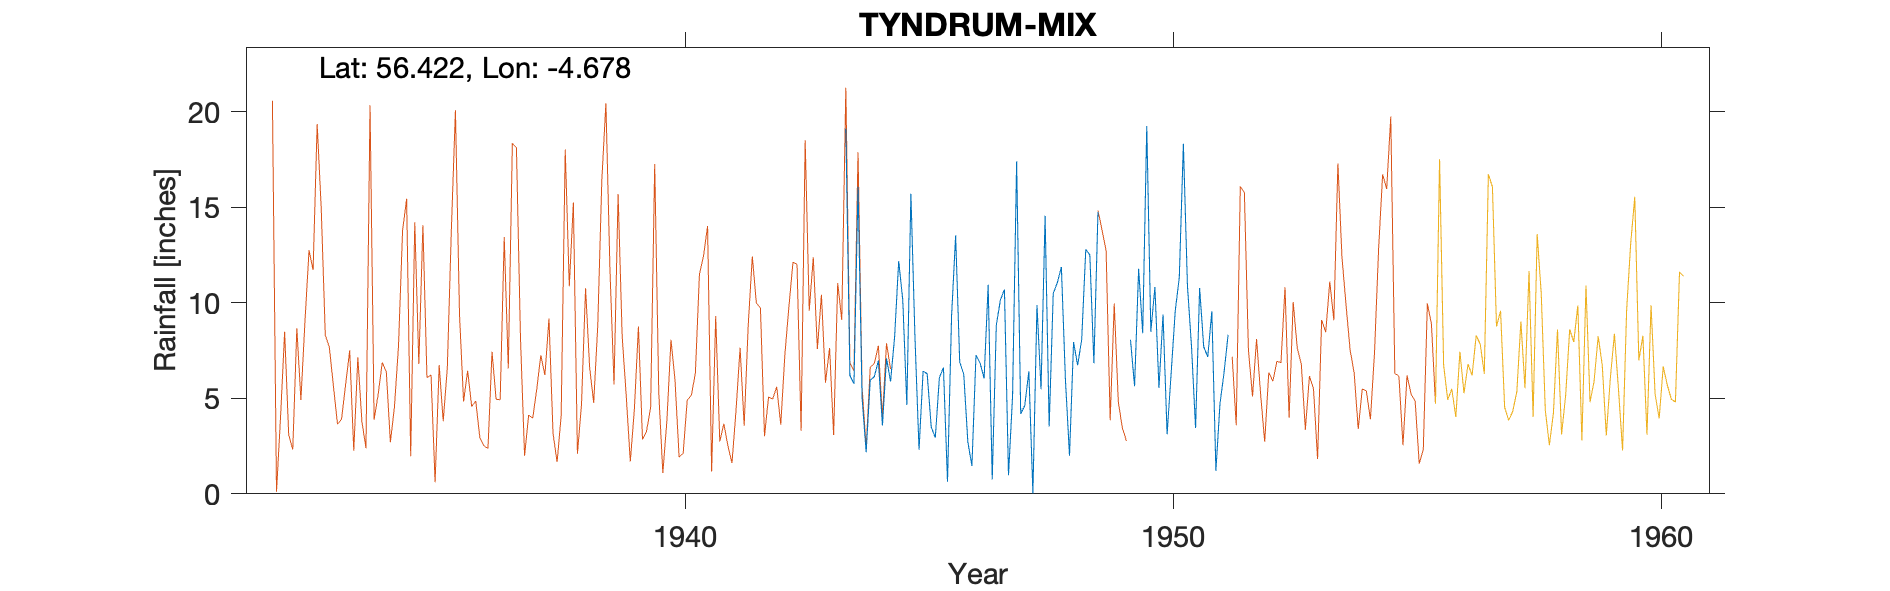 TYNDRUM-MIX
Lat: 56.422, Lon: -4.678
20
15
10
5
0
Rainfall [inches]
1940 1950 1960
Year